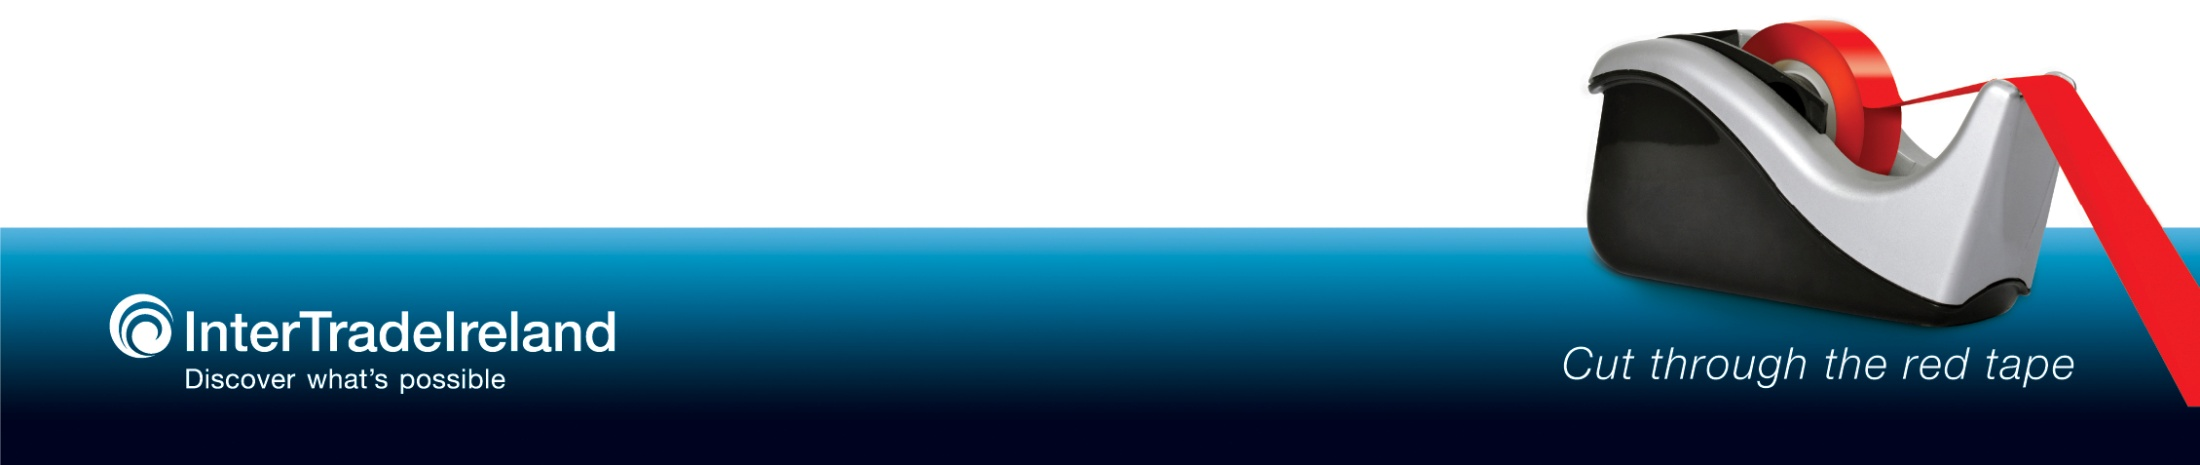 InterTradeIreland
Discover what's possible
Cut through the red tape